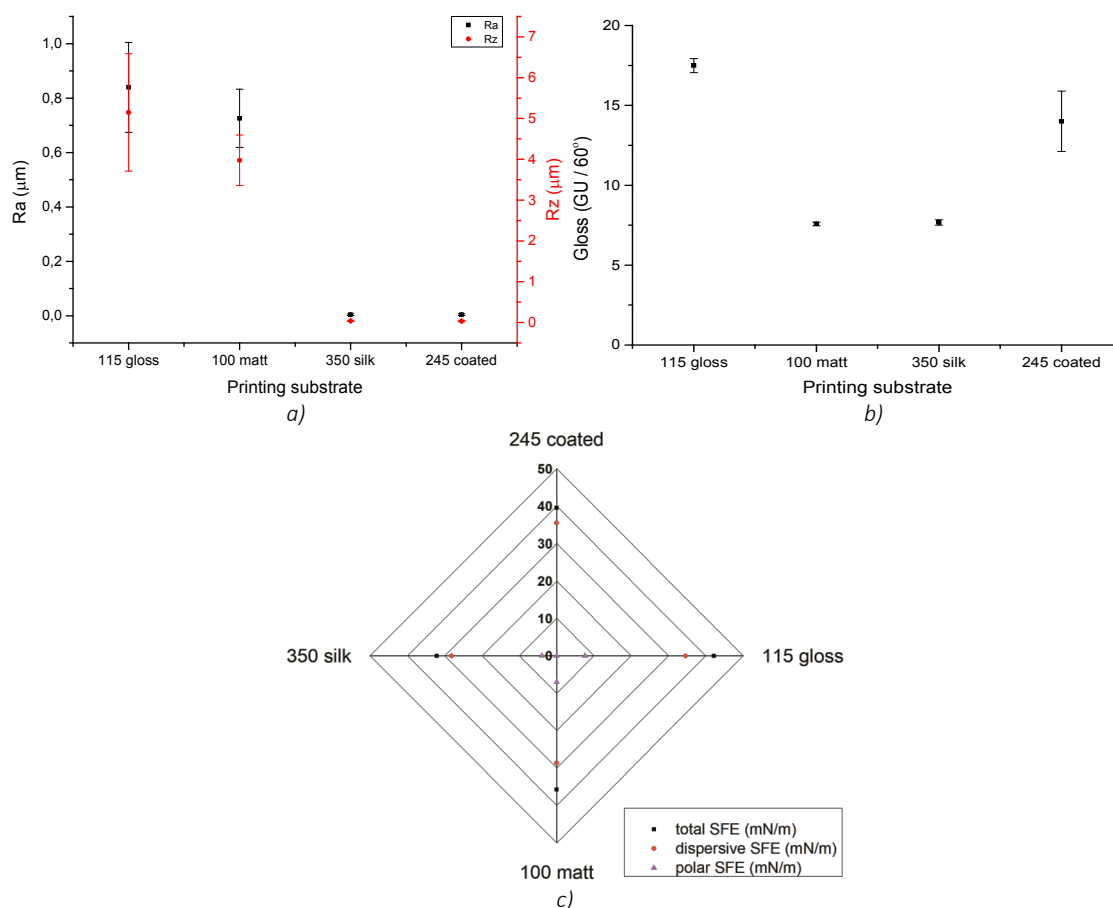 Ra
Rz
1,0
0,8
0,6
0,4
0,2
0,0
Ra (μm)
7
6
5
4
3
2
1
0
Rz (μm)
115 gloss 100 matt 350 silk 245 coated
Printing substrate
a)
20
15
10
5
0
Gloss (GU / 60°
115 gloss 100 matt 350 silk 245 coated
Printing substrate
b)
245 coated
50
40
30
20
10
0
350 silk
115 gloss
100 matt
total SFE (mN/m)
dispersive SFE (mN/m)
polar SFE (mN/m)
c)